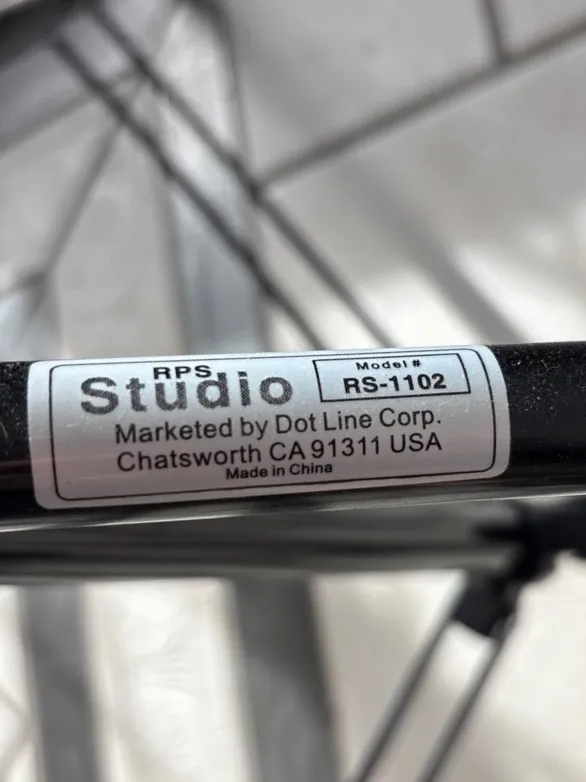 RPS
Studio
Model #
RS-1102
Marketed by Dot Line Corp.
Chatsworth CA 91311 USA
Made in China